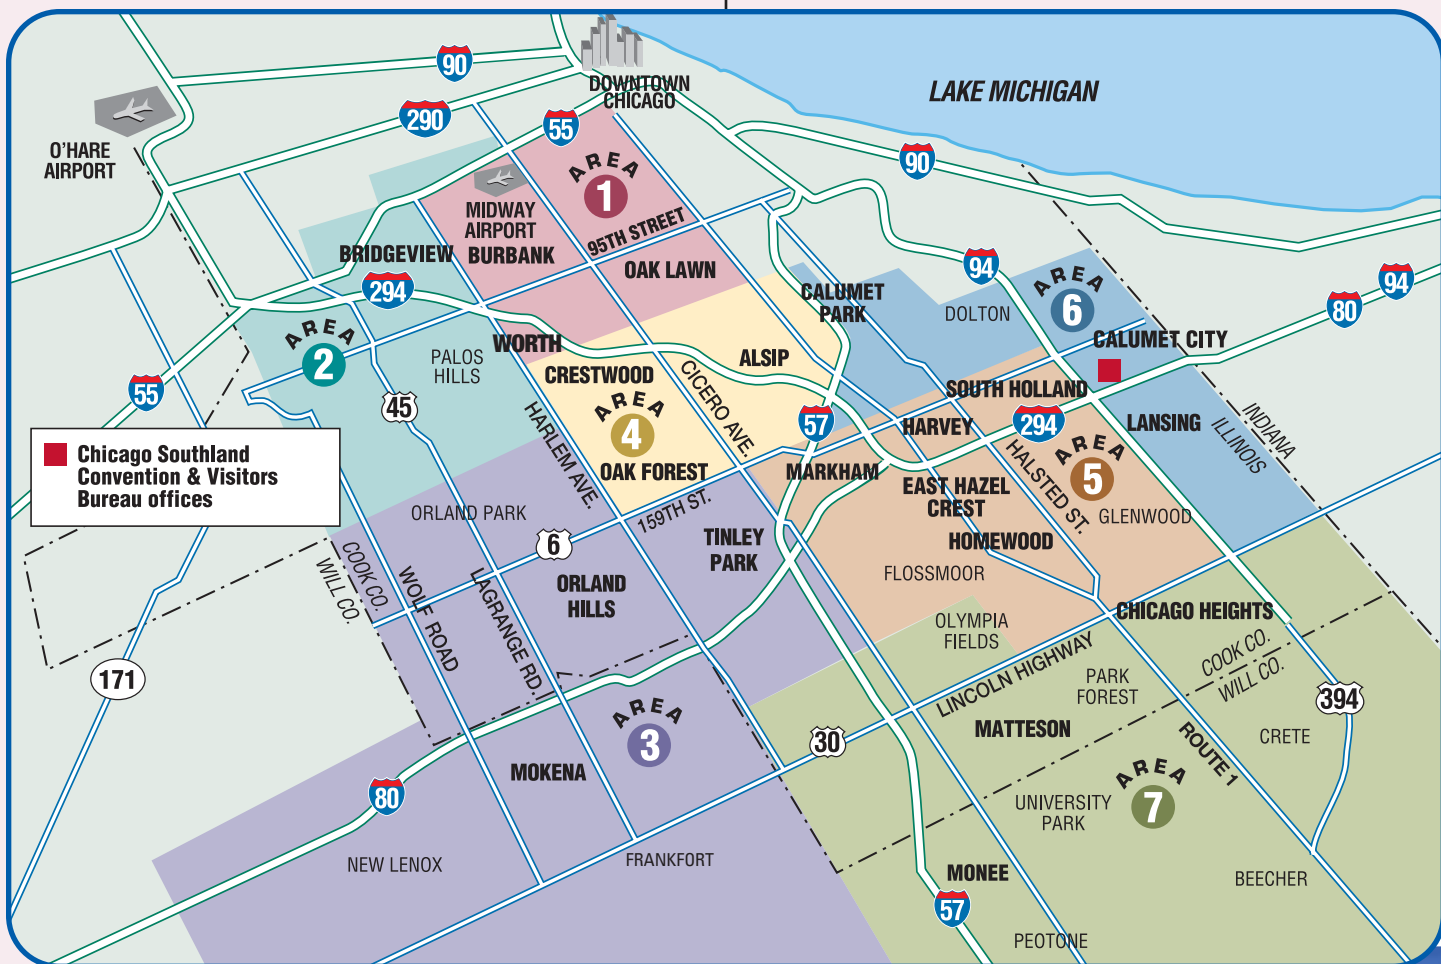 90
DOWNTOWN
CHICAGO
LAKE MICHIGAN
290
55
O'HARE
AIRPORT
90
AREA
1
MIDWAY
AIRPORT
95TH STREET
BRIDGEVIEW
BURBANK
OAK LAWN
94
AREA
6
94
80
294
CALUMET
PARK
DOLTON
AREA
2
WORTH
PALOS
HILLS
ALSIP
CALUMET CITY
CRESTWOOD
CICERO AVE.
SOUTH HOLLAND
55
45
AREA
4
HARLEM AVE.
57
HARVEY
294
LANSING
INDIANA
ILLINOIS
Chicago Southland
Convention & Visitors
Bureau offices
OAK FOREST
MARKHAM
HALSTED ST.
AREA
5
EAST HAZEL
CREST
GLENWOOD
ORLAND PARK
159TH ST.
6
TINLEY
PARK
HOMEWOOD
COOK CO.
WILL CO.
FLOSSMOOR
WOLF ROAD
LAGRANGE RD.
ORLAND
HILLS
CHICAGO HEIGHTS
OLYMPIA
FIELDS
COOK CO.
WILL CO.
171
LINCOLN HIGHWAY
PARK
FOREST
394
AREA
3
30
MATTESON
ROUTE 1
CRETE
MOKENA
80
AREA
7
UNIVERSITY
PARK
NEW LENOX
FRANKFORT
MONEE
BEECHER
57
PEOTONE